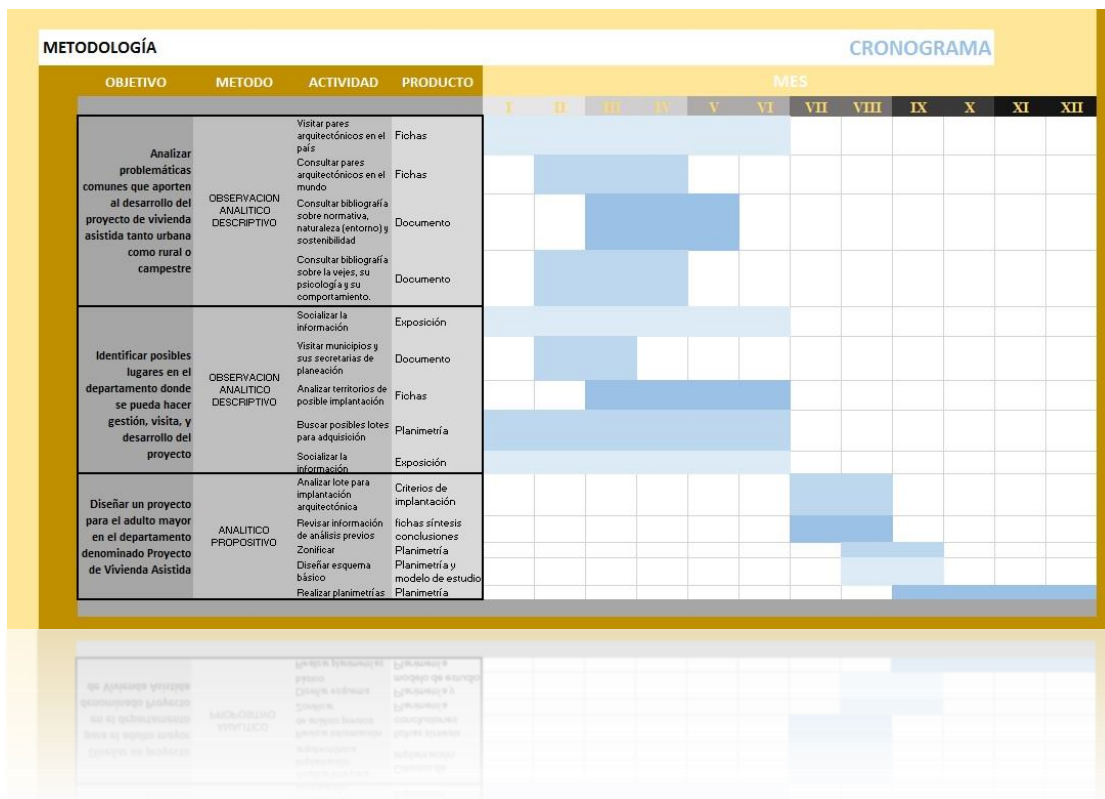 METODOLOGÍA
CRONOGRAMA
OBJETIVO METODO ACTIVIDAD PRODUCTO MES
I II III IV V VI VII VIII IX X XI XII
Analizar
problemáticas
comunes que aporten
al desarrollo del
proyecto de vivienda
asistida tanto urbana
como rural o
campestre
OBSERVACION
ANALITICO
DESCRIPTIVO
Visitar pares
arquitectónicos en el
país
Fichas
Consultar pares
arquitectónicos en el
mundo
Fichas
Consultar bibliografía
sobre normativa,
naturaleza (entorno) y
sostenibilidad
Documento
Consultar bibliografía
sobre la vejes, su
psicología y su
comportamiento.
Documento
Identificar posibles
lugares en el
departamento donde
se pueda hacer
gestión, visita, y
desarrollo del
proyecto
OBSERVACION
ANALITICO
DESCRIPTIVO
Socializar la
información
Exposición
Visitar municipios y
sus secretarias de
planeación
Documento
Analizar territorios de
posible implantación
Fichas
Buscar posibles lotes
para adquisición
Planimetría
Socializar la
información
Exposición
Diseñar un proyecto
para el adulto mayor
en el departamento
denominado Proyecto
de Vivienda Asistida
ANALITICO
PROPOSITIVO
Analizar lote para
implantación
arquitectónica
Criterios de
implantación
Revisar información
de análisis previos
fichas síntesis
conclusiones
Zonificar
Planimetría
Diseñar esquema
básico
Planimetría y
modelo de estudio
Realizar planimetrías
Planimetría